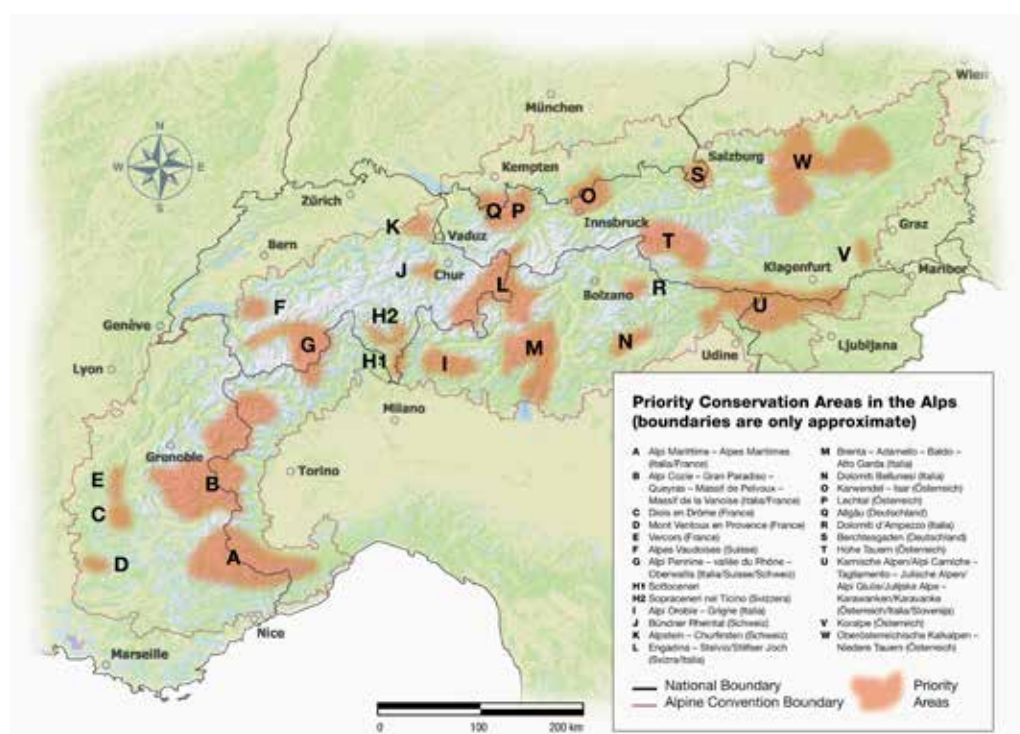 Wien
München
N
W
E
S
Kempten
Salzburg
W
S
Zürich
Q
P
O
Innsbruck
K
Vaduz
T
Graz
Bern
J
Chur
V
Klagenfurt
Maribor
L
Bolzano
R
F
U
H2
Genève
G
N
Ljubljana
M
H1
I
Udine
Lyon
Milano
Grenoble
Torino
E
B
C
D
A
Nice
Marseille
0
100
200 km
Priority Conservation Areas in the Alps
(boundaries are only approximate)
A Alpi Marittime – Alpes Maritimes
(Italia/France)
B Alpi Cozie – Gran Paradiso –
Queyras – Massif de Pelvoux –
Massif de la Vanoise (Italia/France)
C Diois en Drôme (France)
D Mont Ventoux en Provence (France)
E Vercors (France)
F Alpes Vaudoises (Suisse)
G Alpi Pennine – vallée du Rhône –
Oberwallis (Italia/Suisse/Schweiz)
H1 Sottoceneri
H2 Sopraceneri nel Ticino (Svizzera)
I Alpi Orobie – Grigne (Italia)
J Bündner Rheintal (Schweiz)
K Alpstein – Churfirsten (Schweiz)
L Engadina – Stelvio/Stilfser Joch
(Svizra/Italia)
M Brenta – Adamello – Baldo –
Alto Garda (Italia)
N Dolomiti Bellunesi (Italia)
O Karwendel – Isar (Österreich)
P Lechtal (Österreich)
Q Allgäu (Deutschland)
R Dolomiti d'Ampezzo (Italia)
S Berchtesgaden (Deutschland)
T Hohe Tauern (Österreich)
U Karnische Alpen/Alpi Carniche –
Tagliamento – Julische Alpen/
Alpi Giulie/Julijske Alpe –
Karawanken/Karavanke
(Österreich/Italia/Slovenija)
V Koralpe (Österreich)
W Oberösterreichische Kalkalpen –
Niedere Tauern (Österreich)
National Boundary
Alpine Convention Boundary
Priority
Areas